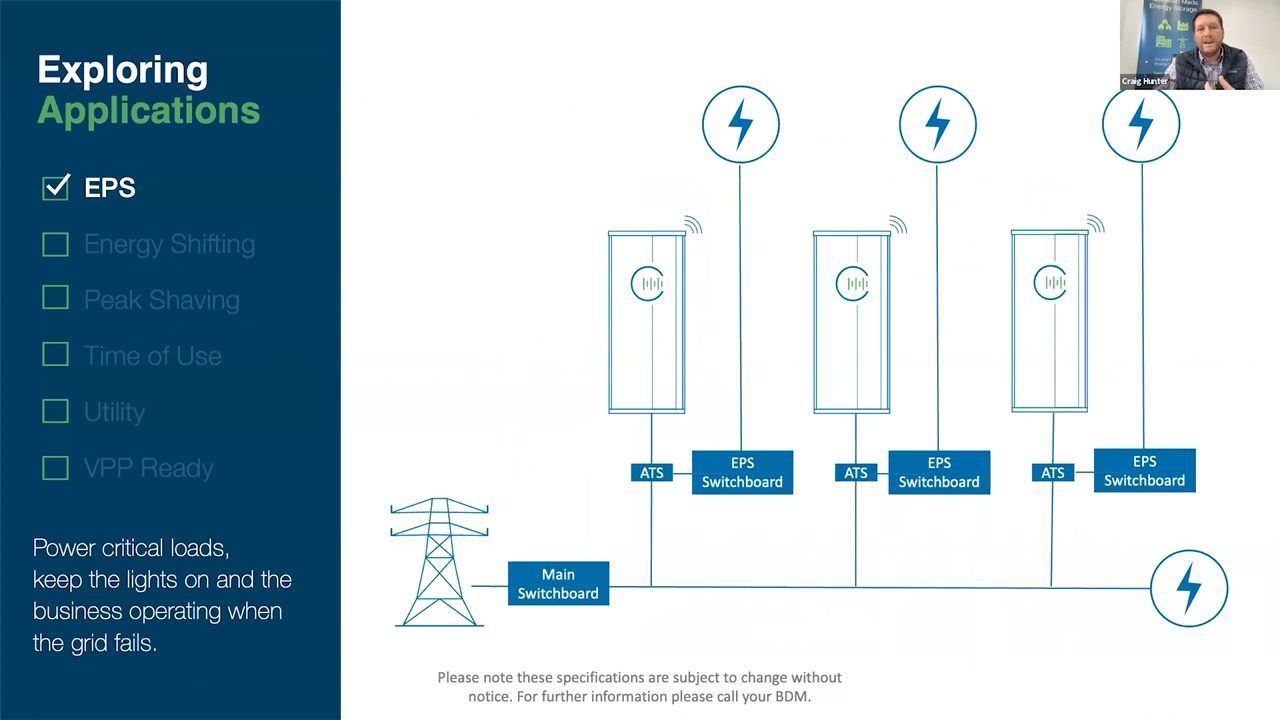 Exploring
Applications
EPS
Energy Shifting
Peak Shaving
Time of Use
Utility
VPP Ready
Power critical loads,
keep the lights on and the
business operating when
the grid fails.
Made
Energy Storage
Craig Hunter
ATS
EPS
Switchboard
ATS
EPS
Switchboard
ATS
EPS
Switchboard
Main
Switchboard
Please note these specifications are subject to change without
notice. For further information please call your BDM.